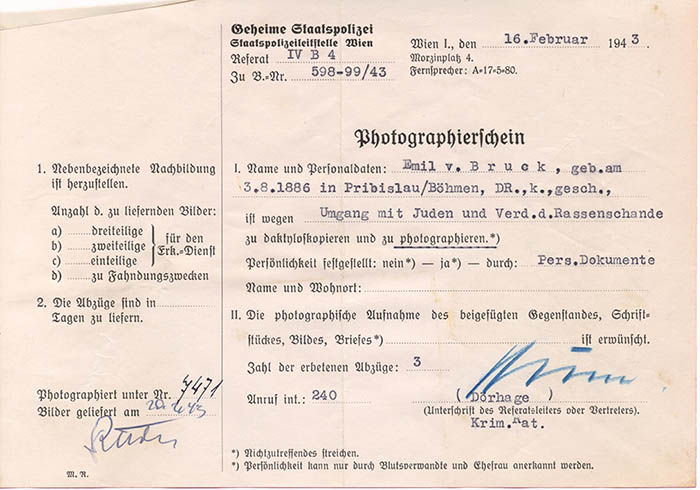 Geheime Staatspolizei
Staatspolizeileitstelle Wien
Referat IV B 4
Zu B.-Nr. 598-99/43
Wien I., den 16.Februar 1943.
Morzinplatz 4.
Fernsprecher: A-17-5-80.
Photographierschein
1. Nebenbezeichnete Nachbildung
ist herzustellen.
Anzahl d. zu liefernden Bilder:
a) dreiteilige
b) zweiteilige
c) einteilige
für den
Erk.-Dienst
d) zu Fahndungszwecken
2. Die Abzüge sind in
Tagen zu liefern.
Photographiert unter Nr. 7471
Bilder geliefert am
M. R.
I. Name und Personaldaten: Emil v. Bruck, geb.am
3.8.1886 in Pribislau/Böhmen, DR.,k.,gesch.,
ist wegen Umgang mit Juden und Verd.d.Rassenschande
zu daktyloskopieren und zu photographieren.*)
Persönlichkeit festgestellt: nein*) — ja*) — durch: Pers.Dokumente
Name und Wohnort:
II. Die photographische Aufnahme des beigefügten Gegenstandes, Schrift-
stückes, Bildes, Briefes*) ist erwünscht.
Zahl der erbetenen Abzüge: 3
Anruf int.: 240
( Dörhage )
(Unterschrift des Referatsleiters oder Vertreters).
Krim.Rat.
*) Nichtzutreffendes streichen.
*) Persönlichkeit kann nur durch Blutsverwandte und Ehefrau anerkannt werden.